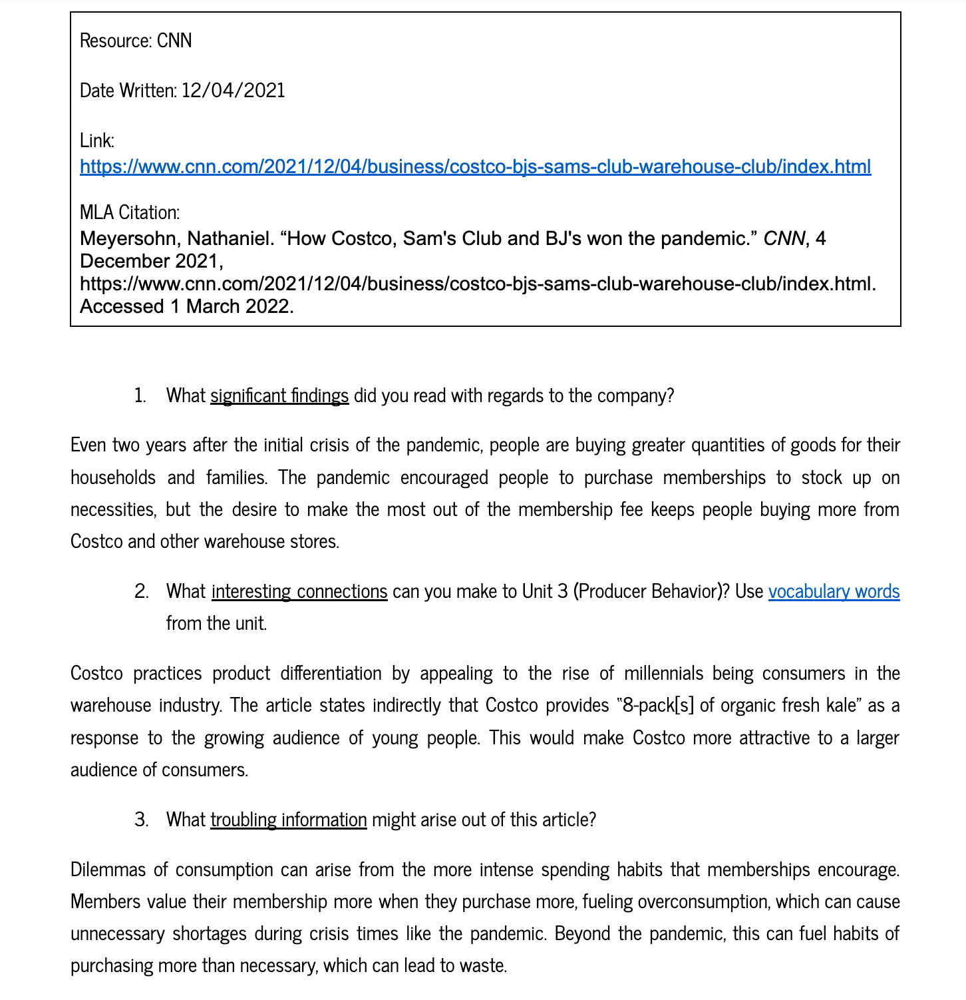 Resource: CNN
Date Written: 12/04/2021
Link:
https://www.cnn.com/2021/12/04/business/costco-bjs-sams-club-warehouse-club/index.html
MLA Citation:
Meyersohn, Nathaniel. “How Costco, Sam's Club and BJ's won the pandemic.” CNN, 4
December 2021,
https://www.cnn.com/2021/12/04/business/costco-bjs-sams-club-warehouse-club/index.html.
Accessed 1 March 2022.
1. What significant findings did you read with regards to the company?
Even two years after the initial crisis of the pandemic, people are buying greater quantities of goods for their
households and families. The pandemic encouraged people to purchase memberships to stock up on
necessities, but the desire to make the most out of the membership fee keeps people buying more from
Costco and other warehouse stores.
2. What interesting connections can you make to Unit 3 (Producer Behavior)? Use vocabulary words
from the unit.
Costco practices product differentiation by appealing to the rise of millennials being consumers in the
warehouse industry. The article states indirectly that Costco provides “8-pack[s] of organic fresh kale” as a
response to the growing audience of young people. This would make Costco more attractive to a larger
audience of consumers.
3. What troubling information might arise out of this article?
Dilemmas of consumption can arise from the more intense spending habits that memberships encourage.
Members value their membership more when they purchase more, fueling overconsumption, which can cause
unnecessary shortages during crisis times like the pandemic. Beyond the pandemic, this can fuel habits of
purchasing more than necessary, which can lead to waste.